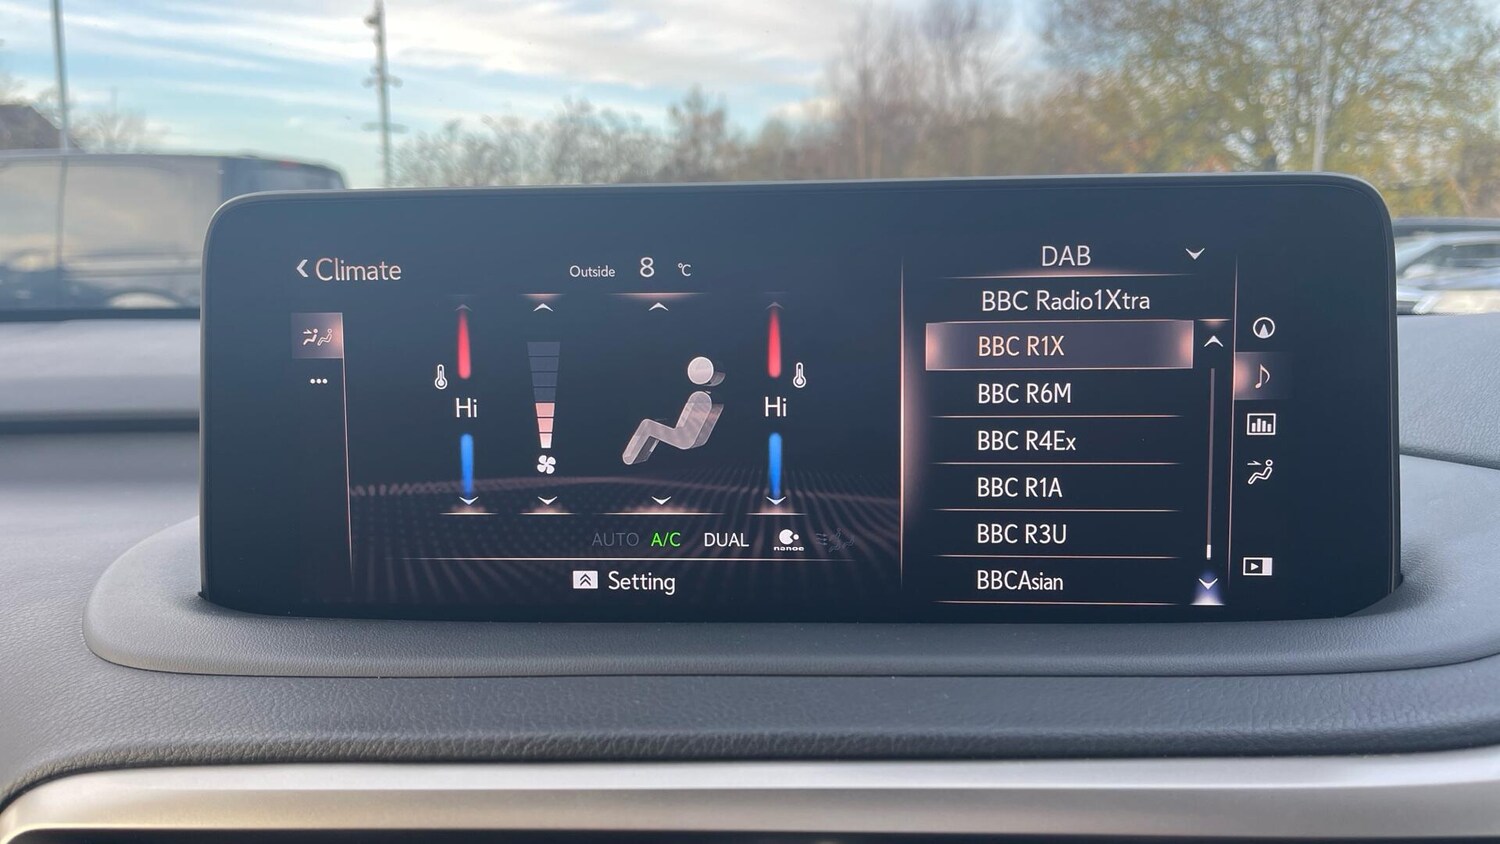 Climate
Outside 8 °C
Hi
Hi
AUTO A/C DUAL nanoe
Setting
DAB
BBC Radio1Xtra
BBC R1X
BBC R6M
BBC R4Ex
BBC R1A
BBC R3U
BBCAsian